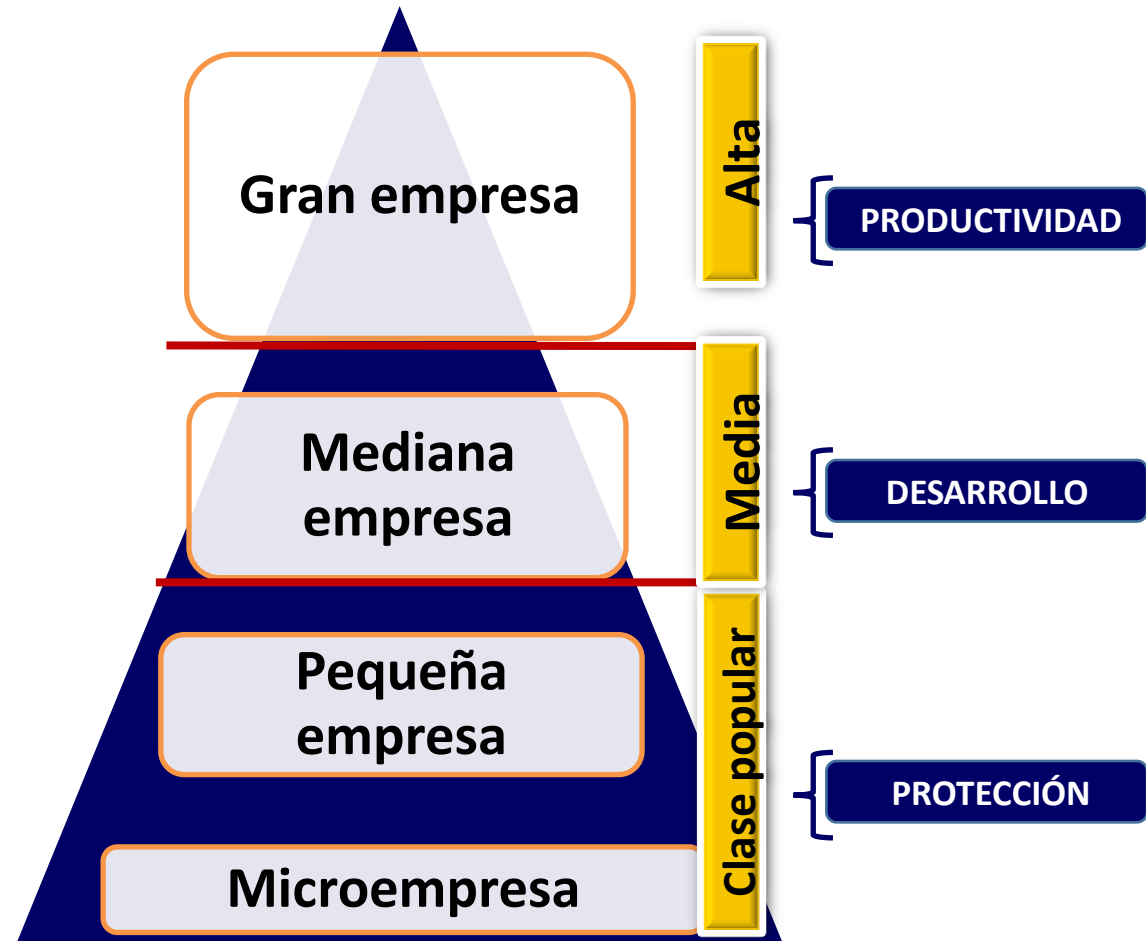 Gran empresa
Alta
PRODUCTIVIDAD
Mediana
empresa
Media
DESARROLLO
Pequeña
empresa
Clase popular
PROTECCIÓN
Microempresa